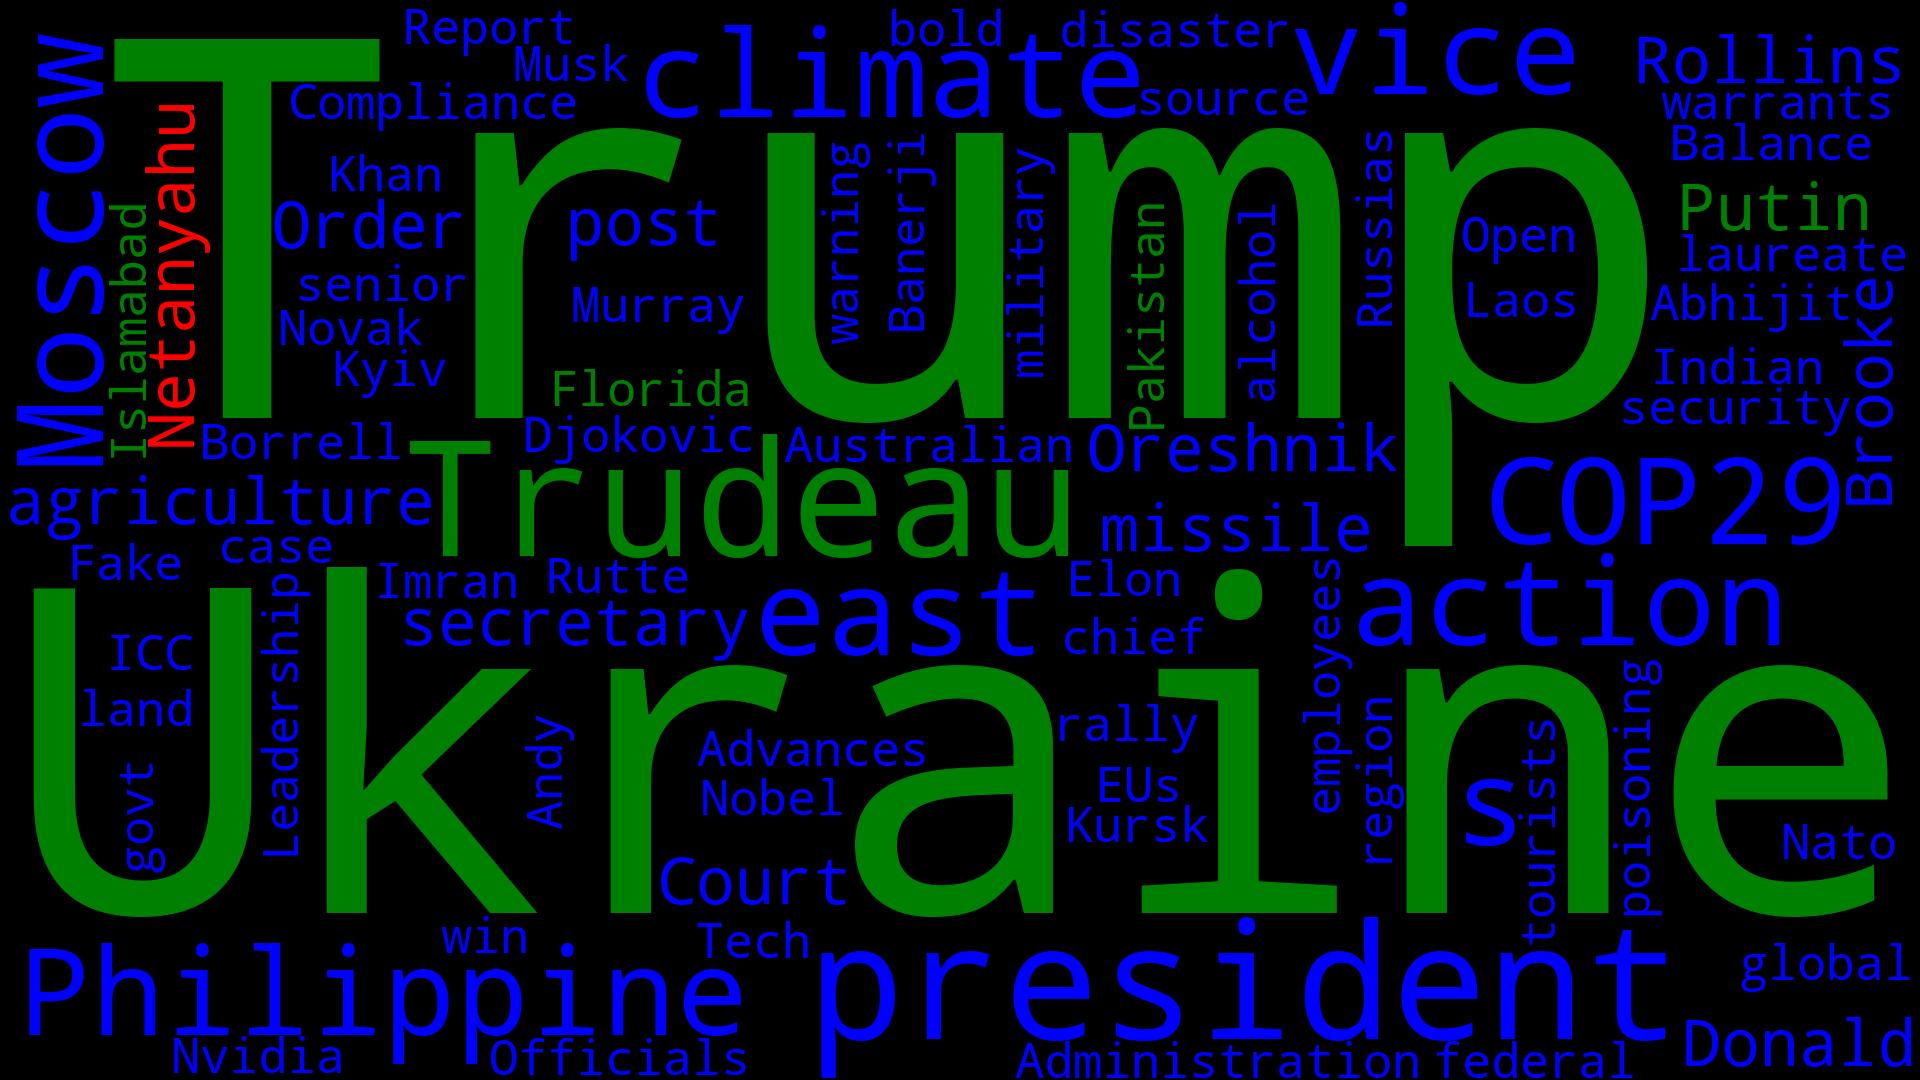 Report
bold
disaster
vice
Musk
climate
Rollins
Compliance
source
warrants
Moscow
Balance
Trump
Netanyahu
Khan
warning
Banerji
military
Russias
Putin
Islamabad
Order
post
Pakistan
alcohol
Open
laureate
senior
Murray
Laos
Abhijit
Novak
Brooke
Kyiv
Indian
Florida
security
Borrell
Djokovic
Australian
Oreshnik
agriculture
Trudeau
COP29
missile
Fake
case
Imran
Rutte
Elon
action
secretary
east
chief
employees
ICC
Leadership
land
Ukraine
rally
region
poisoning
Andy
Advances
tourists
govt
Nobel
EUs
s
Kursk
Nato
Court
win
Tech
Philippine
president
global
Nvidia
Officials
Administration
federal
Donald